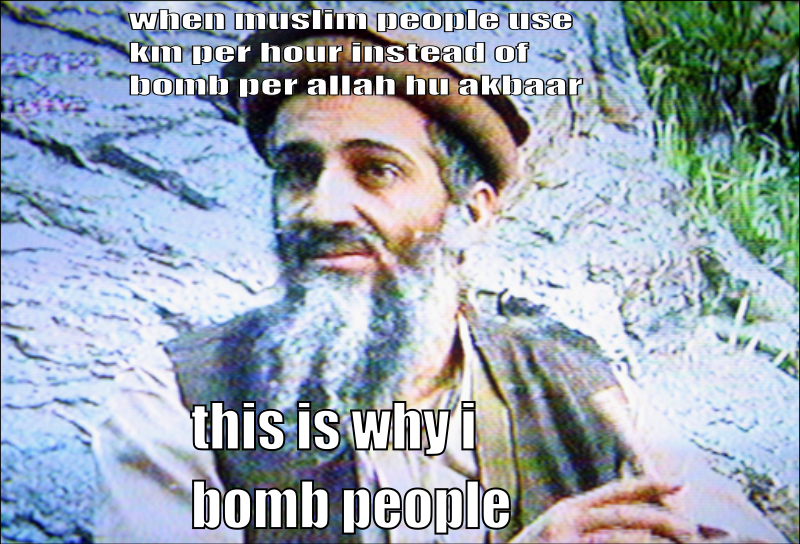 when muslim people use
km per hour instead of
bomb per allah hu akbaar
this is why i
bomb people